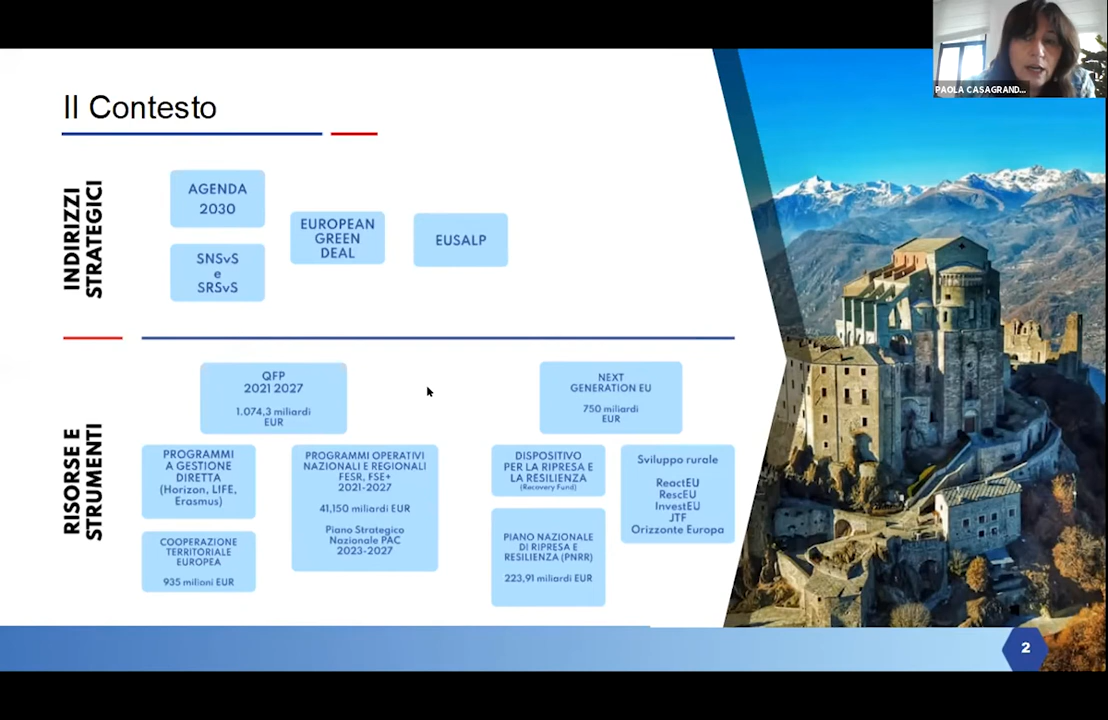 PAOLA CASAGRAND...
Il Contesto
INDIRIZZI
STRATEGICI
AGENDA
2030
SNSvS
e
SRSvS
EUROPEAN
GREEN
DEAL
EUSALP
RISORSE E
STRUMENTI
QFP
2021 2027
1.074,3 miliardi
EUR
PROGRAMMI
A GESTIONE
DIRETTA
(Horizon, LIFE,
Erasmus)
COOPERAZIONE
TERRITORIALE
EUROPEA
935 milioni EUR
PROGRAMMI OPERATIVI
NAZIONALI E REGIONALI
FESR, FSE+
2021-2027
41,150 miliardi EUR
Piano Strategico
Nazionale PAC
2023-2027
NEXT
GENERATION EU
750 miliardi
EUR
DISPOSITIVO
PER LA RIPRESA E
LA RESILIENZA
(Recovery Fund)
PIANO NAZIONALE
DI RIPRESA E
RESILIENZA (PNRR)
223,91 miliardi EUR
Sviluppo rurale
ReactEU
RescEU
InvestEU
JTF
Orizzonte Europa
2